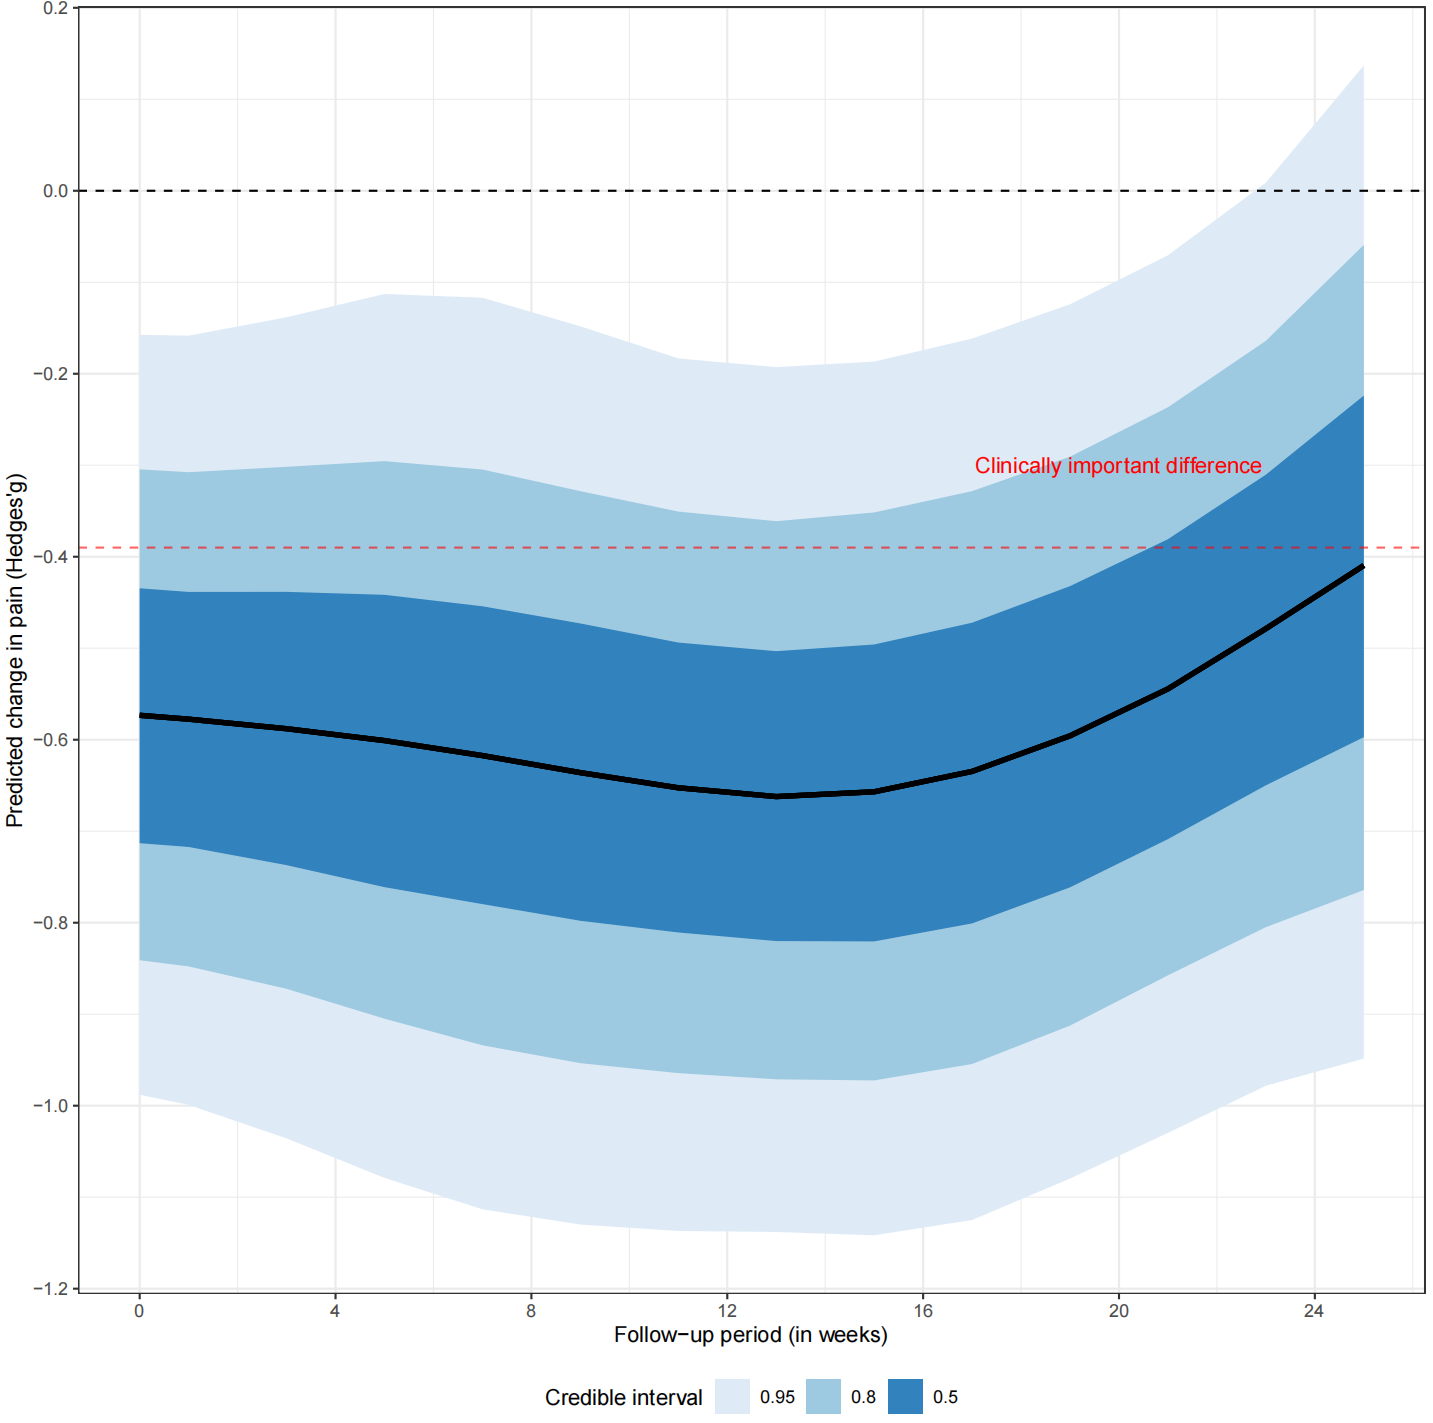 0.2
0.0
−0.2
−0.4
−0.6
−0.8
−1.0
−1.2
Predicted change in pain (Hedges'g)
Clinically important difference
0 4 8 12 16 20 24
Follow−up period (in weeks)
Credible interval 0.95 0.8 0.5